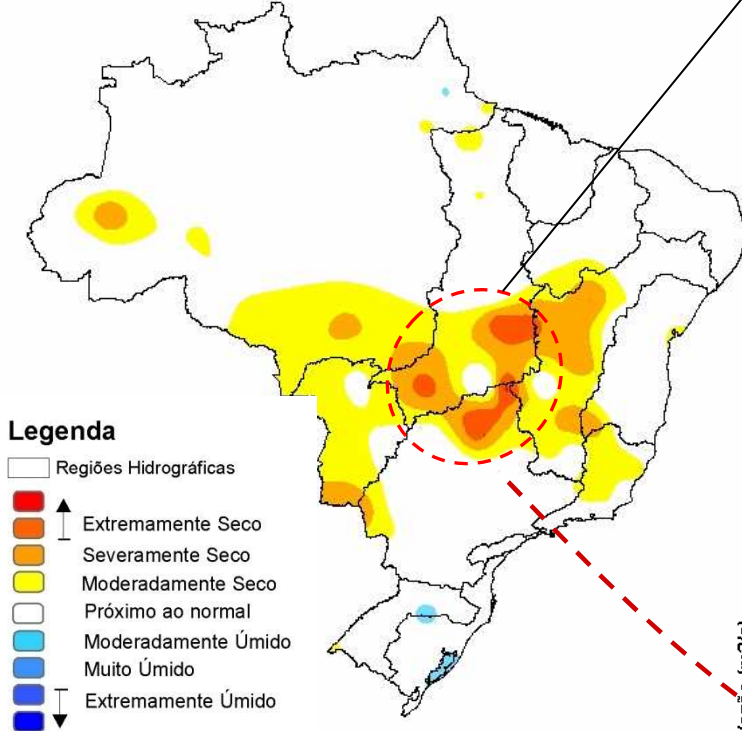 Legenda
Regiões Hidrográficas
Extremamente Seco
Severamente Seco
Moderadamente Seco
Próximo ao normal
Moderadamente Úmido
Muito Úmido
Extremamente Úmido